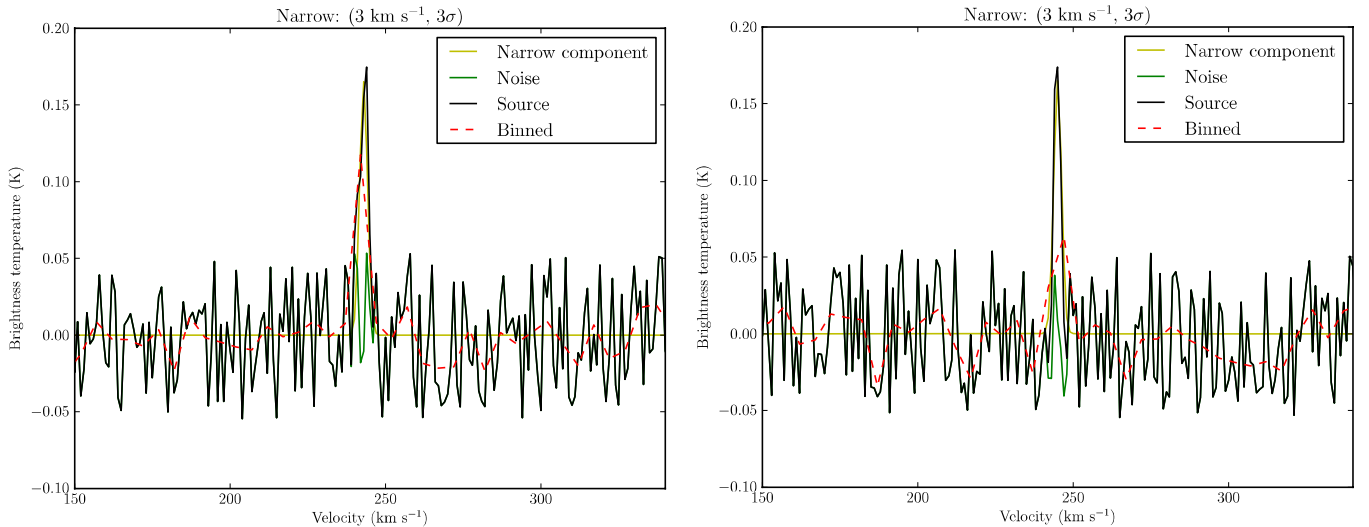 Narrow: (3 km s⁻¹, 3σ)
0.20
0.15
0.10
0.05
0.00
−0.05
−0.10
Brightness temperature (K)
Narrow component
Noise
Source
Binned
150
200
250
300
Velocity (km s⁻¹)
Narrow: (3 km s⁻¹, 3σ)
0.20
0.15
0.10
0.05
0.00
−0.05
−0.10
Brightness temperature (K)
Narrow component
Noise
Source
Binned
150
200
250
300
Velocity (km s⁻¹)